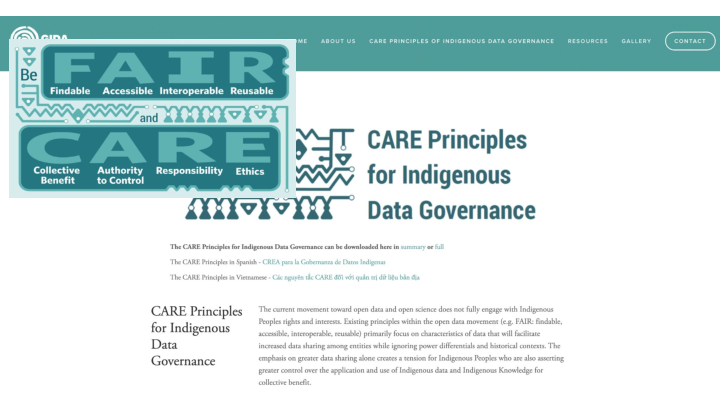 GIDA
HOME ABOUT US CARE PRINCIPLES OF INDIGENOUS DATA GOVERNANCE RESOURCES GALLERY CONTACT
Be FAIR
Findable Accessible Interoperable Reusable
and
CARE
Collective Benefit Authority to Control Responsibility Ethics
CARE Principles
for Indigenous
Data Governance
The CARE Principles for Indigenous Data Governance can be downloaded here in summary or full
The CARE Principles in Spanish - CREA para la Gobernanza de Datos Indígenas
The CARE Principles in Vietnamese - Các nguyên tắc CARE đối với quản trị dữ liệu bản địa
CARE Principles
for Indigenous
Data
Governance
The current movement toward open data and open science does not fully engage with Indigenous
Peoples rights and interests. Existing principles within the open data movement (e.g. FAIR: findable,
accessible, interoperable, reusable) primarily focus on characteristics of data that will facilitate
increased data sharing among entities while ignoring power differentials and historical contexts. The
emphasis on greater data sharing alone creates a tension for Indigenous Peoples who are also asserting
greater control over the application and use of Indigenous data and Indigenous Knowledge for
collective benefit.